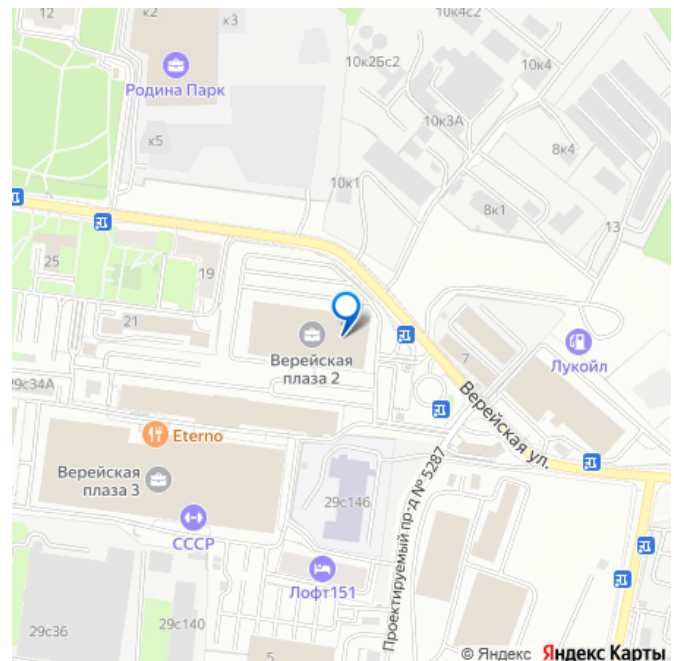 12
к2
к3
10к4с2
Родина Парк
10к2Бс2
10к4
10к3А
к5
8к4
10к1
8к1
13
25
19
21
Верейская
плаза 2
7
Лукойл
29с34А
Верейская ул.
Eterno
Верейская
плаза 3
29с146
Проектируемый пр-д № 5287
СССР
Лофт151
29с36
29с140
5
© Яндекс Яндекс Карты